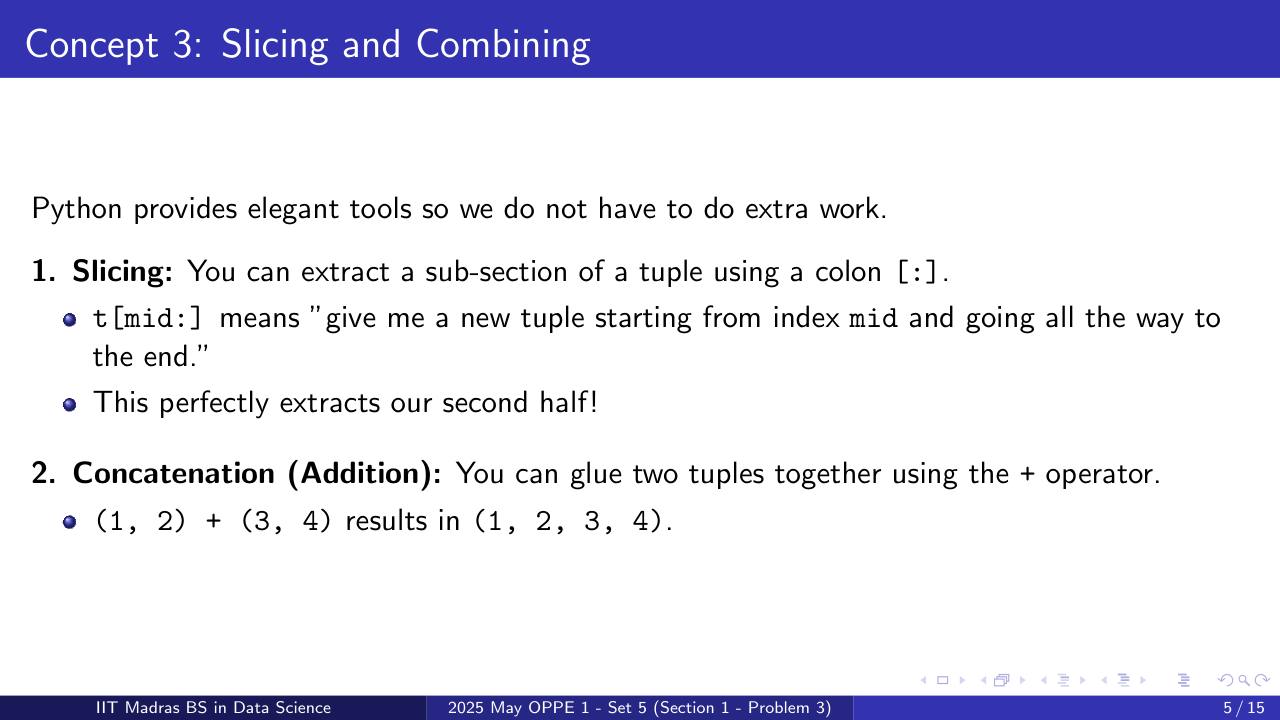 Concept 3: Slicing and Combining
Python provides elegant tools so we do not have to do extra work.
1. Slicing: You can extract a sub-section of a tuple using a colon [:].
t[mid:] means ”give me a new tuple starting from index mid and going all the way to
the end.”
This perfectly extracts our second half!
2. Concatenation (Addition): You can glue two tuples together using the + operator.
(1, 2) + (3, 4) results in (1, 2, 3, 4).
IIT Madras BS in Data Science
2025 May OPPE 1 - Set 5 (Section 1 - Problem 3)
5 / 15